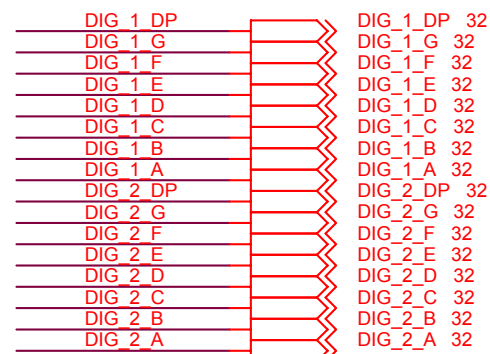 DIG_1_DP DIG_1_DP 32
DIG_1_G DIG_1_G 32
DIG_1_F DIG_1_F 32
DIG_1_E DIG_1_E 32
DIG_1_D DIG_1_D 32
DIG_1_C DIG_1_C 32
DIG_1_B DIG_1_B 32
DIG_1_A DIG_1_A 32
DIG_2_DP DIG_2_DP 32
DIG_2_G DIG_2_G 32
DIG_2_F DIG_2_F 32
DIG_2_E DIG_2_E 32
DIG_2_D DIG_2_D 32
DIG_2_C DIG_2_C 32
DIG_2_B DIG_2_B 32
DIG_2_A DIG_2_A 32